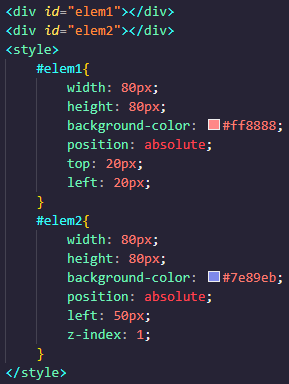 <div id="elem1"></div>
<div id="elem2"></div>
<style>
    #elem1{
        width: 80px;
        height: 80px;
        background-color: #ff8888;
        position: absolute;
        top: 20px;
        left: 20px;
    }
    #elem2{
        width: 80px;
        height: 80px;
        background-color: #7e89eb;
        position: absolute;
        left: 50px;
        z-index: 1;
    }
</style>